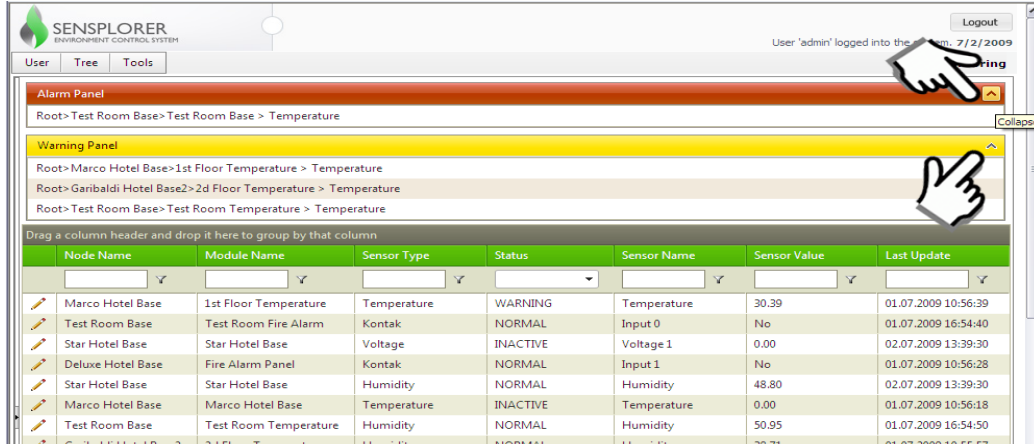 SENSPLORER
ENVIRONMENT CONTROL SYSTEM
Logout
User 'admin' logged into the system. 7/2/2009
User Tree Tools
Alarm Panel
Root>Test Room Base>Test Room Base > Temperature
Collaps
Warning Panel
Root>Marco Hotel Base>1st Floor Temperature > Temperature
Root>Garibaldi Hotel Base2>2d Floor Temperature > Temperature
Root>Test Room Base>Test Room Temperature > Temperature
Drag a column header and drop it here to group by that column
Node Name Module Name Sensor Type Status Sensor Name Sensor Value Last Update
Marco Hotel Base 1st Floor Temperature Temperature WARNING Temperature 30.39 01.07.2009 10:56:39
Test Room Base Test Room Fire Alarm Kontak NORMAL Input 0 No 01.07.2009 16:54:40
Star Hotel Base Star Hotel Base Voltage INACTIVE Voltage 1 0.00 02.07.2009 13:39:30
Deluxe Hotel Base Fire Alarm Panel Kontak NORMAL Input 1 No 01.07.2009 10:56:28
Star Hotel Base Star Hotel Base Humidity NORMAL Humidity 48.80 02.07.2009 13:39:30
Marco Hotel Base Marco Hotel Base Temperature INACTIVE Temperature 0.00 01.07.2009 10:56:18
Test Room Base Test Room Temperature Humidity NORMAL Humidity 50.95 01.07.2009 16:54:50